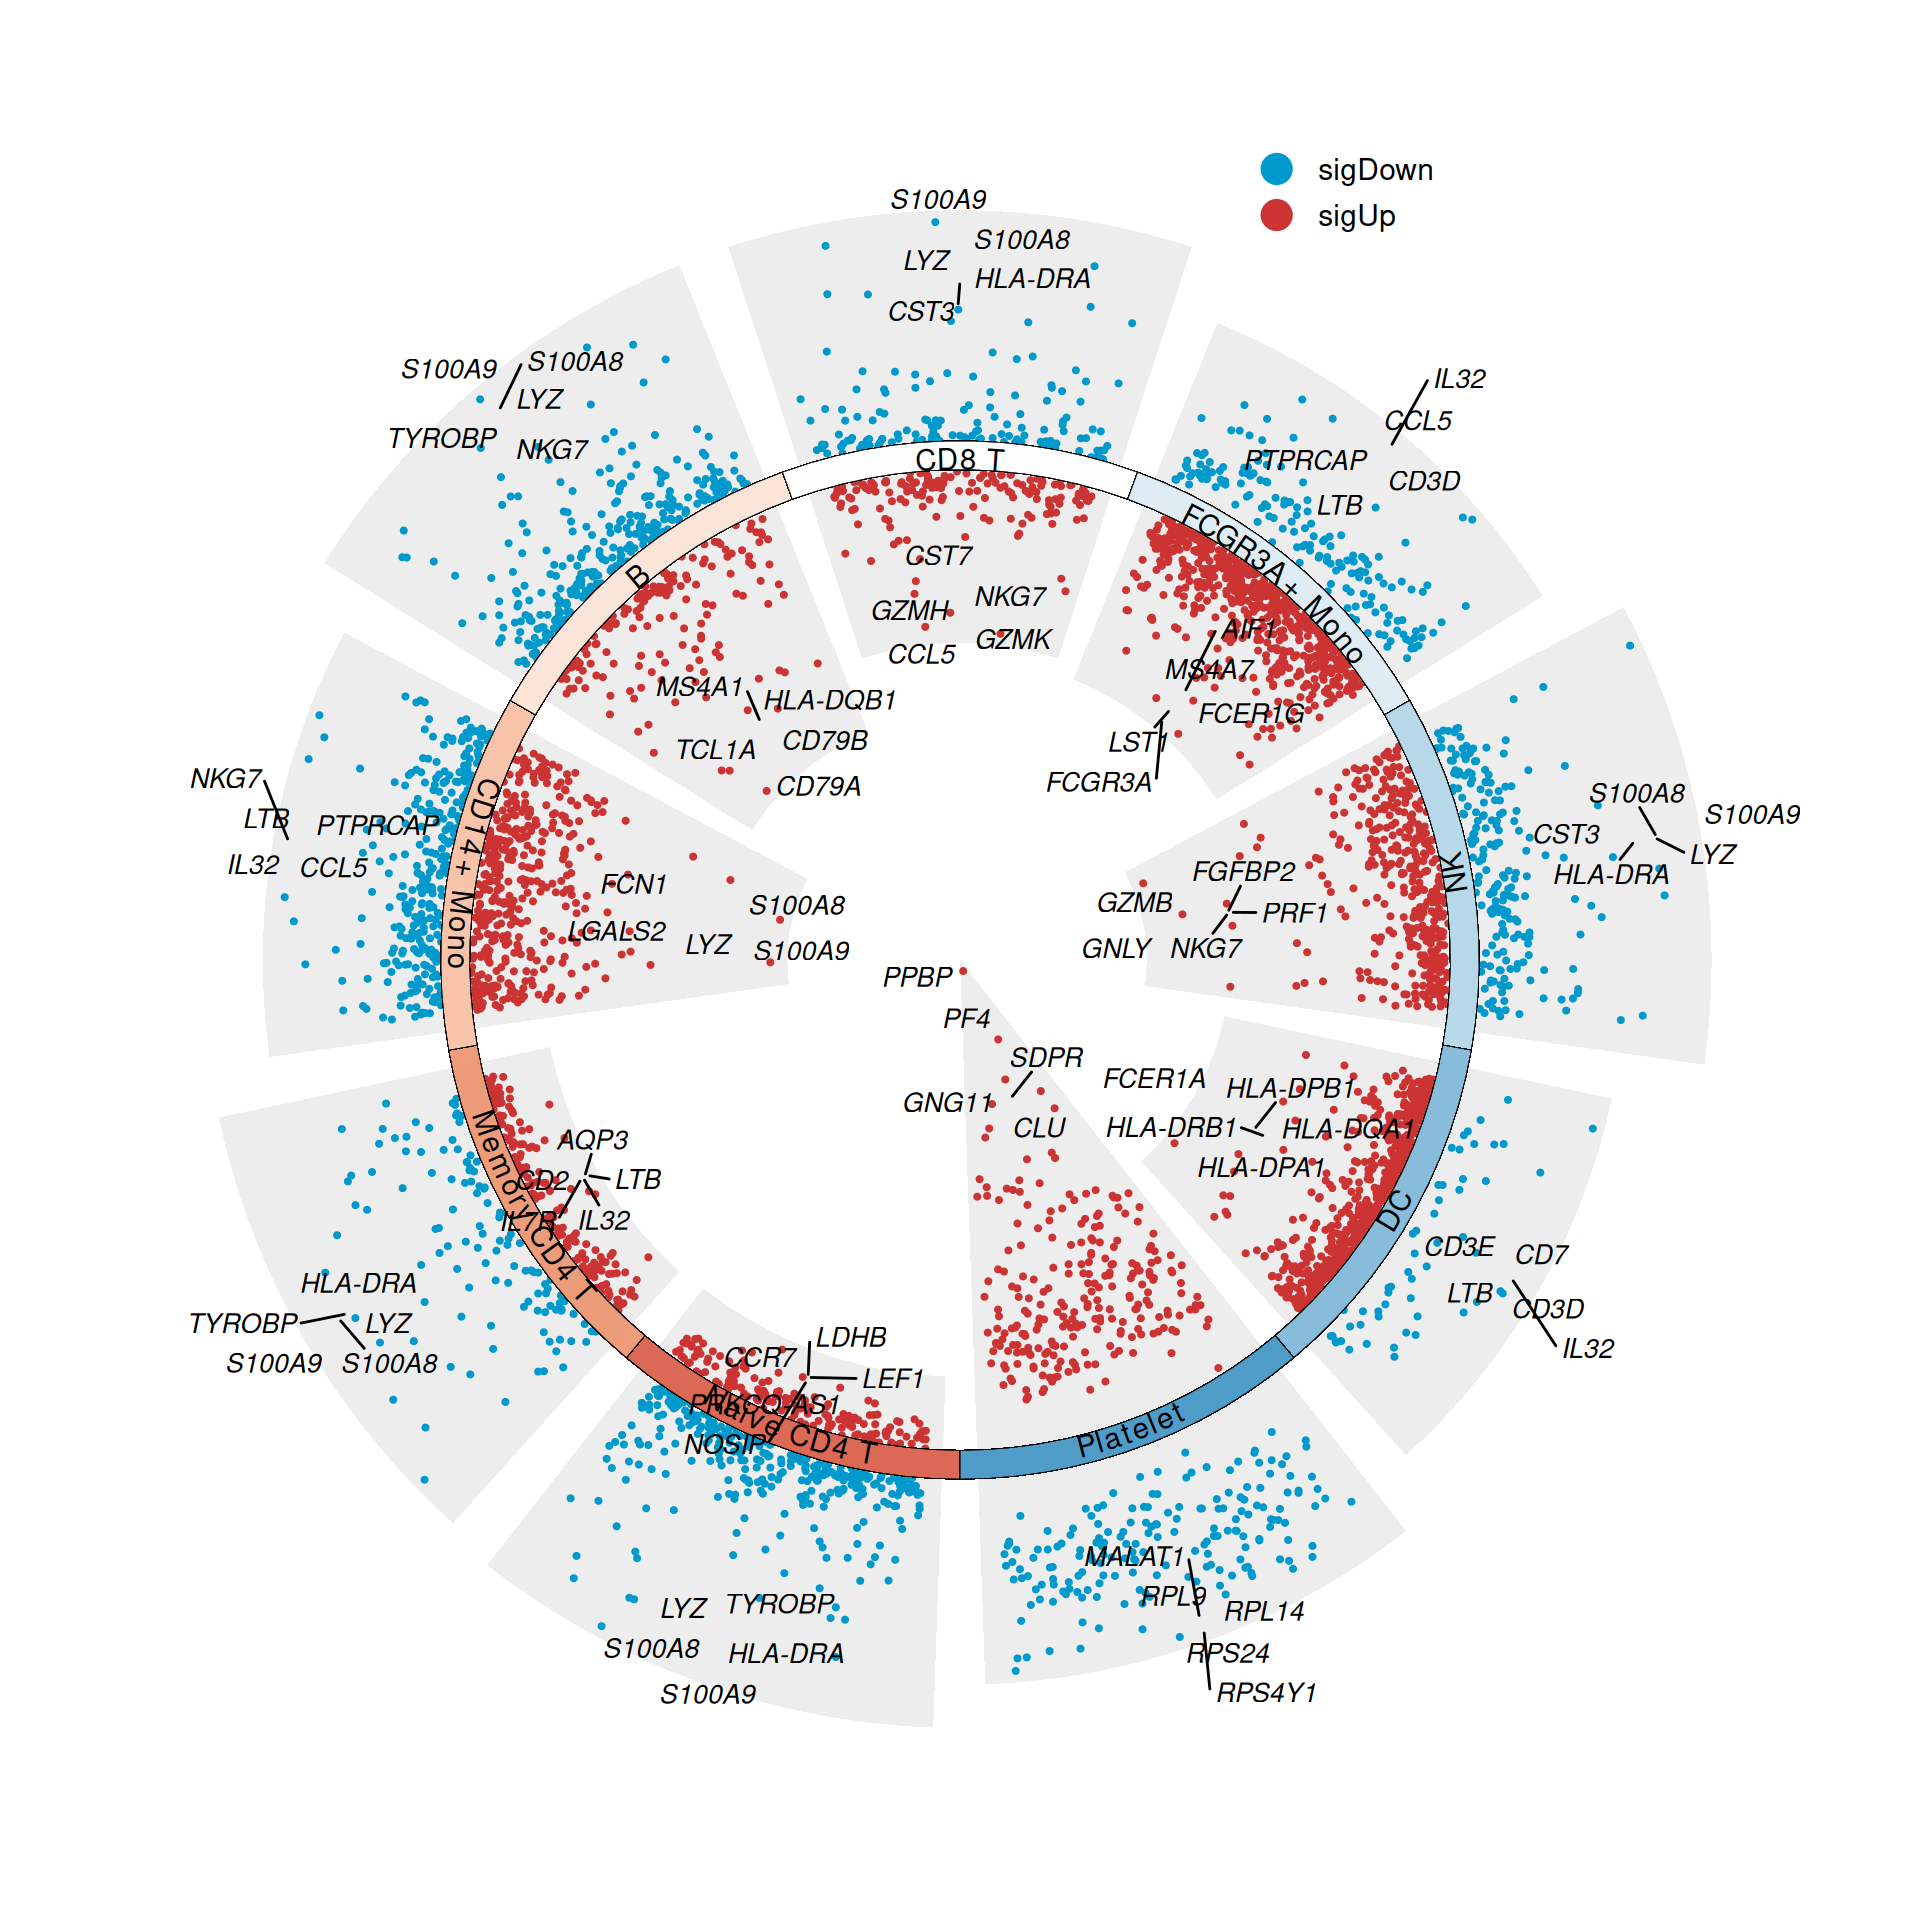 sigDown
sigUp
S100A9
S100A8
LYZ
HLA-DRA
CST3
CD8 T
CST7
NKG7
GZMH
GZMK
CCL5
IL32
CCL5
PTPRCAP
CD3D
LTB
FCGR3A+ Mono
AIF1
MS4A7
FCER1G
LST1
FCGR3A
S100A8
S100A9
CST3
LYZ
HLA-DRA
NK
FGFBP2
GZMB
PRF1
GNLY
NKG7
FCER1A
HLA-DPB1
HLA-DRB1
HLA-DQA1
HLA-DPA1
DC
CD3E
CD7
LTB
CD3D
IL32
PPBP
PF4
SDPR
GNG11
CLU
Platelet
MALAT1
RPL9
RPL14
RPS24
RPS4Y1
LDHB
CCR7
LEF1
PRKCQ-AS1
NOSIP
Naive CD4 T
LYZ
TYROBP
S100A8
HLA-DRA
S100A9
AQP3
CD2
LTB
IL7R
IL32
Memory CD4 T
HLA-DRA
TYROBP
LYZ
S100A9
S100A8
NKG7
LTB
PTPRCAP
IL32
CCL5
CD14+ Mono
FCN1
S100A8
LGALS2
LYZ
S100A9
S100A9
S100A8
LYZ
TYROBP
NKG7
B
MS4A1
HLA-DQB1
TCL1A
CD79B
CD79A